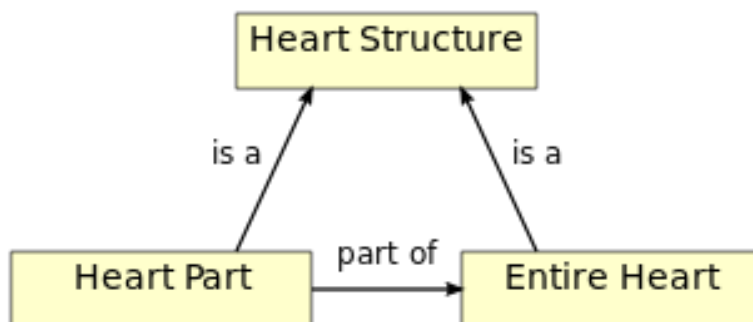 Heart Structure
is a
is a
part of
Heart Part
Entire Heart